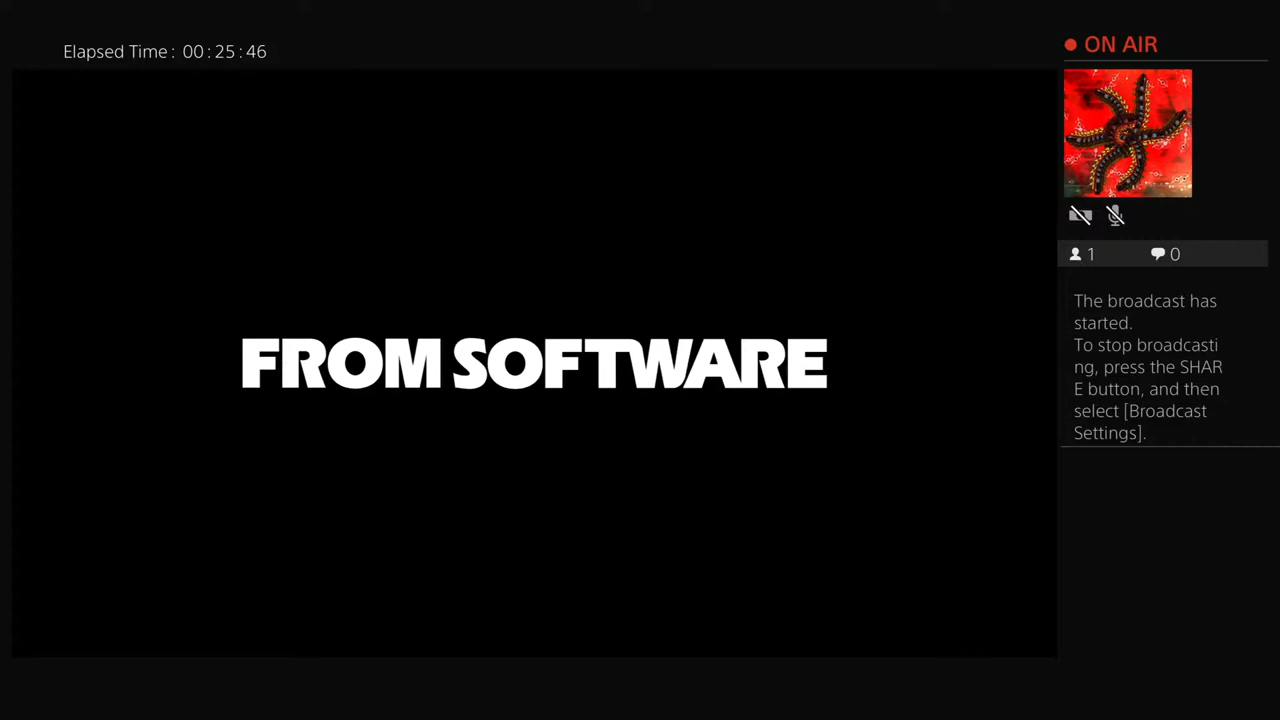 Elapsed Time: 00:25:46
ON AIR
1
0
The broadcast has
started.
To stop broadcasti
ng, press the SHAR
E button, and then
select [Broadcast
Settings].
FROM SOFTWARE